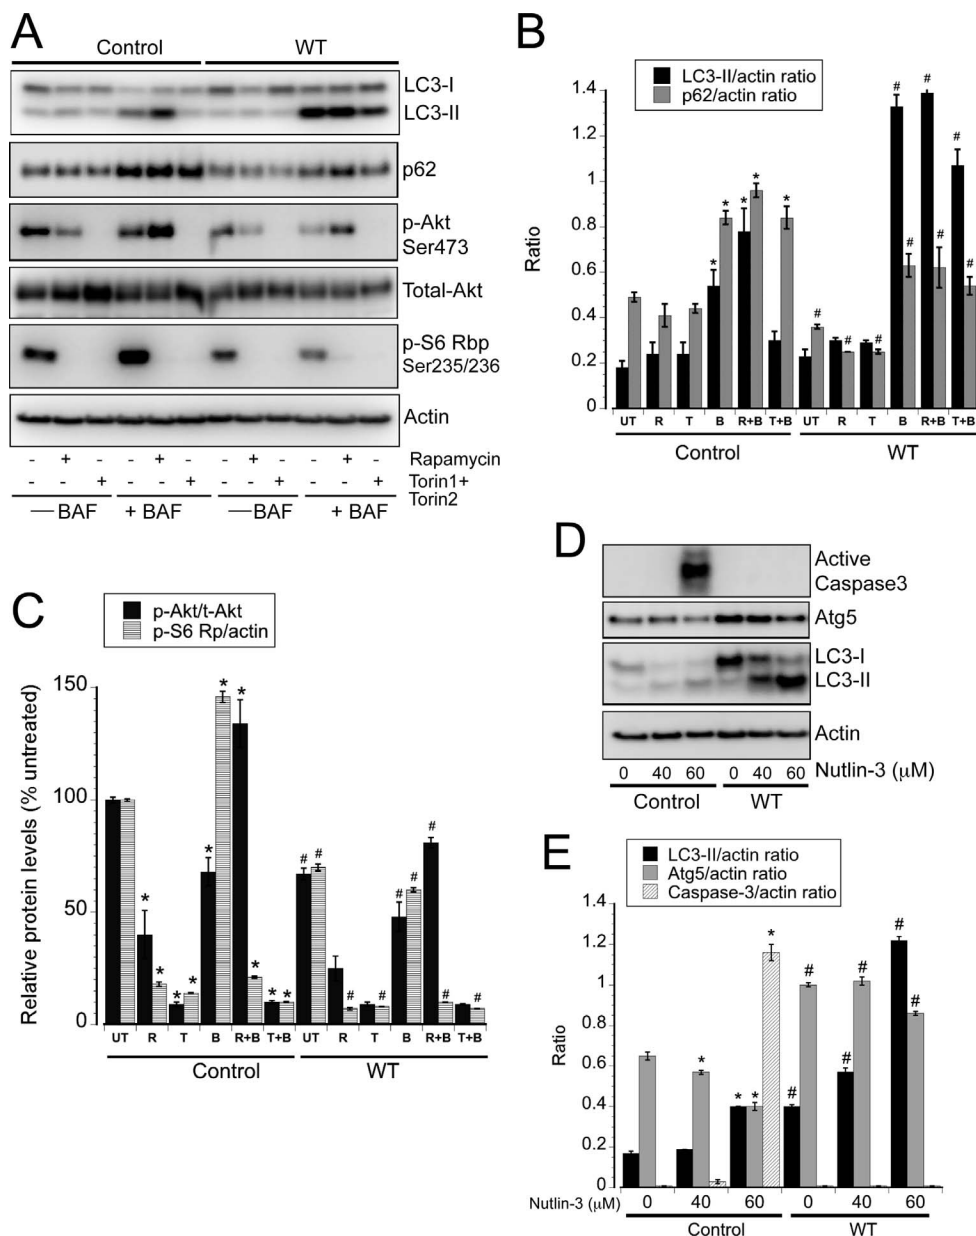 A
Control WT
LC3-I
LC3-II
p62
p-Akt
Ser473
Total-Akt
p-S6 Rbp
Ser235/236
Actin
- + - - + - - + - - + - Rapamycin
- - + - - + - - + - - + Torin1+
Torin2
— BAF + BAF — BAF + BAF
B
LC3-II/actin ratio
p62/actin ratio
Ratio
1.4
1.2
1
0.8
0.6
0.4
0.2
0
* * * * * # # # # # # # # # #
UT R T B R+B T+B UT R T B R+B T+B
Control WT
C
p-Akt/t-Akt
p-S6 Rp/actin
Relative protein levels (% untreated)
150
100
50
0
* * * * * * * * * * # # # # # # # # #
UT R T B R+B T+B UT R T B R+B T+B
Control WT
D
Active
Caspase3
Atg5
LC3-I
LC3-II
Actin
0 40 60 0 40 60 Nutlin-3 (μM)
Control WT
E
LC3-II/actin ratio
Atg5/actin ratio
Caspase-3/actin ratio
Ratio
1.4
1.2
1
0.8
0.6
0.4
0.2
0
* * * * # # # # # #
Nutlin-3 (μM) 0 40 60 0 40 60
Control WT